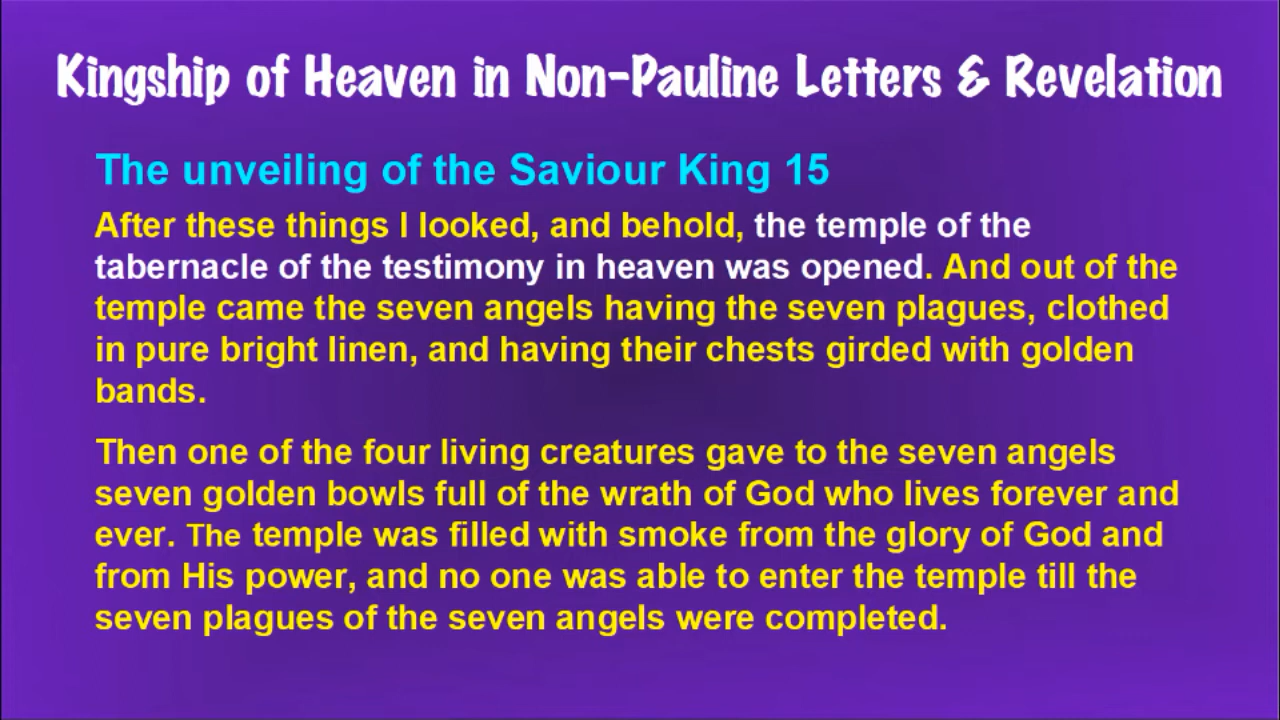 Kingship of Heaven in Non-Pauline Letters & Revelation
The unveiling of the Saviour King 15
After these things I looked, and behold, the temple of the
tabernacle of the testimony in heaven was opened. And out of the
temple came the seven angels having the seven plagues, clothed
in pure bright linen, and having their chests girded with golden
bands.
Then one of the four living creatures gave to the seven angels
seven golden bowls full of the wrath of God who lives forever and
ever. The temple was filled with smoke from the glory of God and
from His power, and no one was able to enter the temple till the
seven plagues of the seven angels were completed.